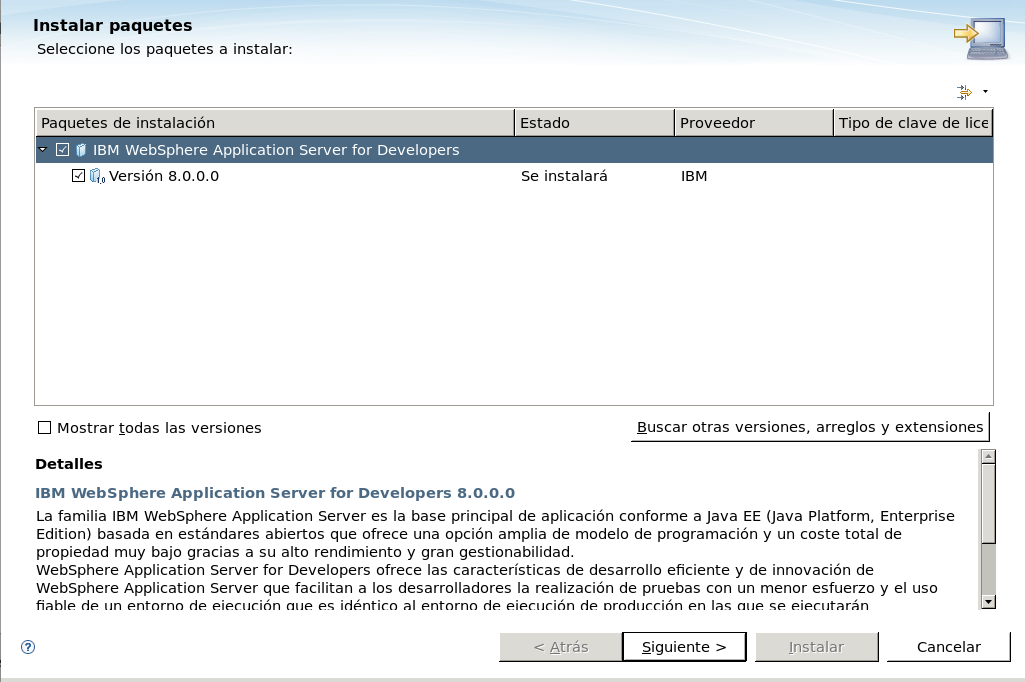 Instalar paquetes
Seleccione los paquetes a instalar:
Paquetes de instalación Estado Proveedor Tipo de clave de lice
IBM WebSphere Application Server for Developers
Versión 8.0.0.0 Se instalará IBM
Mostrar todas las versiones Buscar otras versiones, arreglos y extensiones
Detalles
IBM WebSphere Application Server for Developers 8.0.0.0
La familia IBM WebSphere Application Server es la base principal de aplicación conforme a Java EE (Java Platform, Enterprise
Edition) basada en estándares abiertos que ofrece una opción amplia de modelo de programación y un coste total de
propiedad muy bajo gracias a su alto rendimiento y gran gestionabilidad.
WebSphere Application Server for Developers ofrece las características de desarrollo eficiente y de innovación de
WebSphere Application Server que facilitan a los desarrolladores la realización de pruebas con un menor esfuerzo y el uso
fiable de un entorno de ejecución que es idéntico al entorno de ejecución de producción en las que se ejecutarán
< Atrás Siguiente > Instalar Cancelar